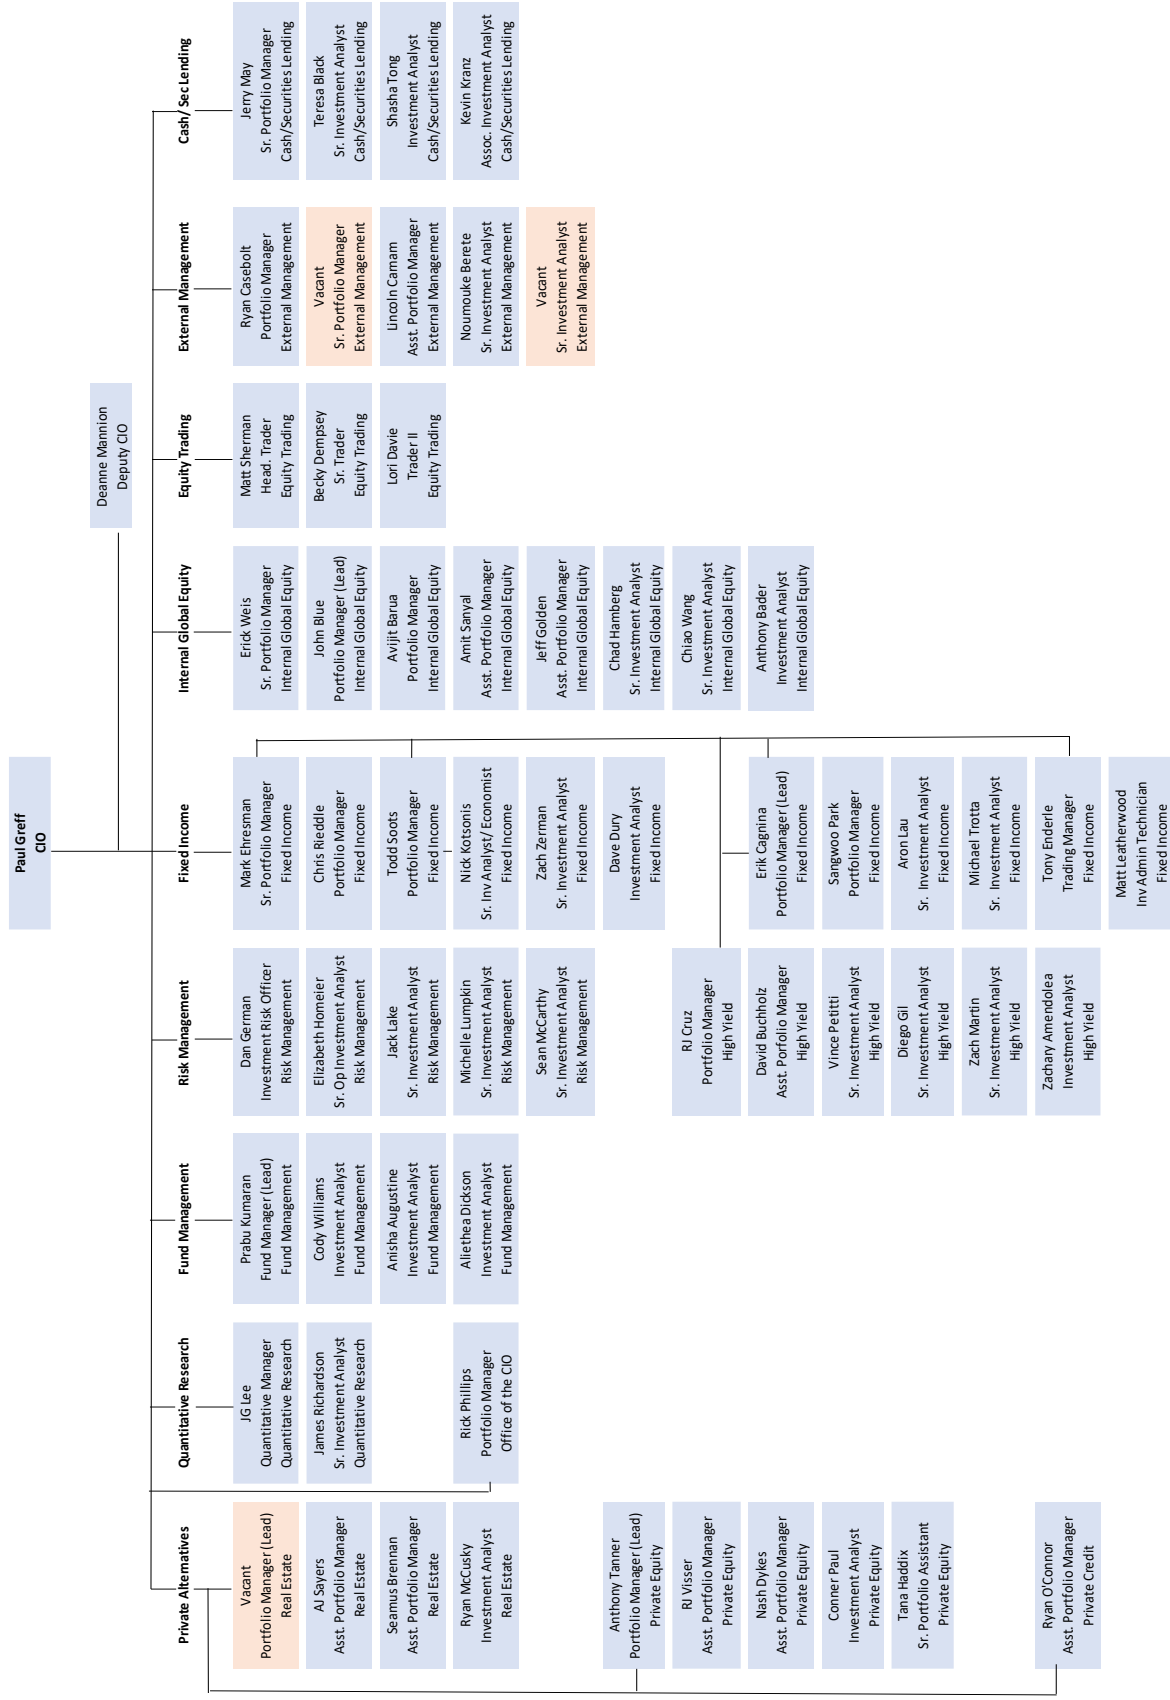 Paul Greff
CIO
Deanne Mannion
Deputy CIO
Private Alternatives
Vacant
Portfolio Manager (Lead)
Real Estate
AJ Sayers
Asst. Portfolio Manager
Real Estate
Seamus Brennan
Asst. Portfolio Manager
Real Estate
Ryan McCusky
Investment Analyst
Real Estate
Anthony Tanner
Portfolio Manager (Lead)
Private Equity
RJ Visser
Asst. Portfolio Manager
Private Equity
Nash Dykes
Asst. Portfolio Manager
Private Equity
Conner Paul
Investment Analyst
Private Equity
Tana Haddix
Sr. Portfolio Assistant
Private Equity
Ryan O'Connor
Asst. Portfolio Manager
Private Credit
Quantitative Research
JG Lee
Quantitative Manager
Quantitative Research
James Richardson
Sr. Investment Analyst
Quantitative Research
Rick Phillips
Portfolio Manager
Office of the CIO
Fund Management
Prabu Kumaran
Fund Manager (Lead)
Fund Management
Cody Williams
Investment Analyst
Fund Management
Anisha Augustine
Investment Analyst
Fund Management
Aliethea Dickson
Investment Analyst
Fund Management
Risk Management
Dan German
Investment Risk Officer
Risk Management
Elizabeth Homeier
Sr. Op Investment Analyst
Risk Management
Jack Lake
Sr. Investment Analyst
Risk Management
Michelle Lumpkin
Sr. Investment Analyst
Risk Management
Sean McCarthy
Sr. Investment Analyst
Risk Management
RJ Cruz
Portfolio Manager
High Yield
David Buchholz
Asst. Porfolio Manager
High Yield
Vince Petitti
Sr. Investment Analyst
High Yield
Diego Gil
Sr. Investment Analyst
High Yield
Zach Martin
Sr. Investment Analyst
High Yield
Zachary Amendolea
Investment Analyst
High Yield
Fixed Income
Mark Ehresman
Sr. Portfolio Manager
Fixed Income
Chris Rieddle
Portfolio Manager
Fixed Income
Todd Soots
Portfolio Manager
Fixed Income
Nick Kotsonis
Sr. Inv Analyst/ Economist
Fixed Income
Zach Zerman
Sr. Investment Analyst
Fixed Income
Dave Dury
Investment Analyst
Fixed Income
Erik Cagnina
Portfolio Manager (Lead)
Fixed Income
Sangwoo Park
Portfolio Manager
Fixed Income
Aron Lau
Sr. Investment Analyst
Fixed Income
Michael Trotta
Sr. Investment Analyst
Fixed Income
Tony Enderle
Trading Manager
Fixed Income
Matt Leatherwood
Inv Admin Technician
Fixed Income
Internal Global Equity
Erick Weis
Sr. Portfolio Manager
Internal Global Equity
John Blue
Portfolio Manager (Lead)
Internal Global Equity
Avijit Barua
Portfolio Manager
Internal Global Equity
Amit Sanyal
Asst. Portfolio Manager
Internal Global Equity
Jeff Golden
Asst. Portfolio Manager
Internal Global Equity
Chad Hamberg
Sr. Investment Analyst
Internal Global Equity
Chiao Wang
Sr. Investment Analyst
Internal Global Equity
Anthony Bader
Investment Analyst
Internal Global Equity
Equity Trading
Matt Sherman
Head. Trader
Equity Trading
Becky Dempsey
Sr. Trader
Equity Trading
Lori Davie
Trader II
Equity Trading
External Management
Ryan Casebolt
Portfolio Manager
External Management
Vacant
Sr. Portfolio Manager
External Management
Lincoln Carnam
Asst. Portfolio Manager
External Management
Noumouke Berete
Sr. Investment Analyst
External Management
Vacant
Sr. Investment Analyst
External Management
Cash/ Sec Lending
Jerry May
Sr. Portfolio Manager
Cash/Securities Lending
Teresa Black
Sr. Investment Analyst
Cash/Securities Lending
Shasha Tong
Investment Analyst
Cash/Securities Lending
Kevin Kranz
Assoc. Investment Analyst
Cash/Securities Lending